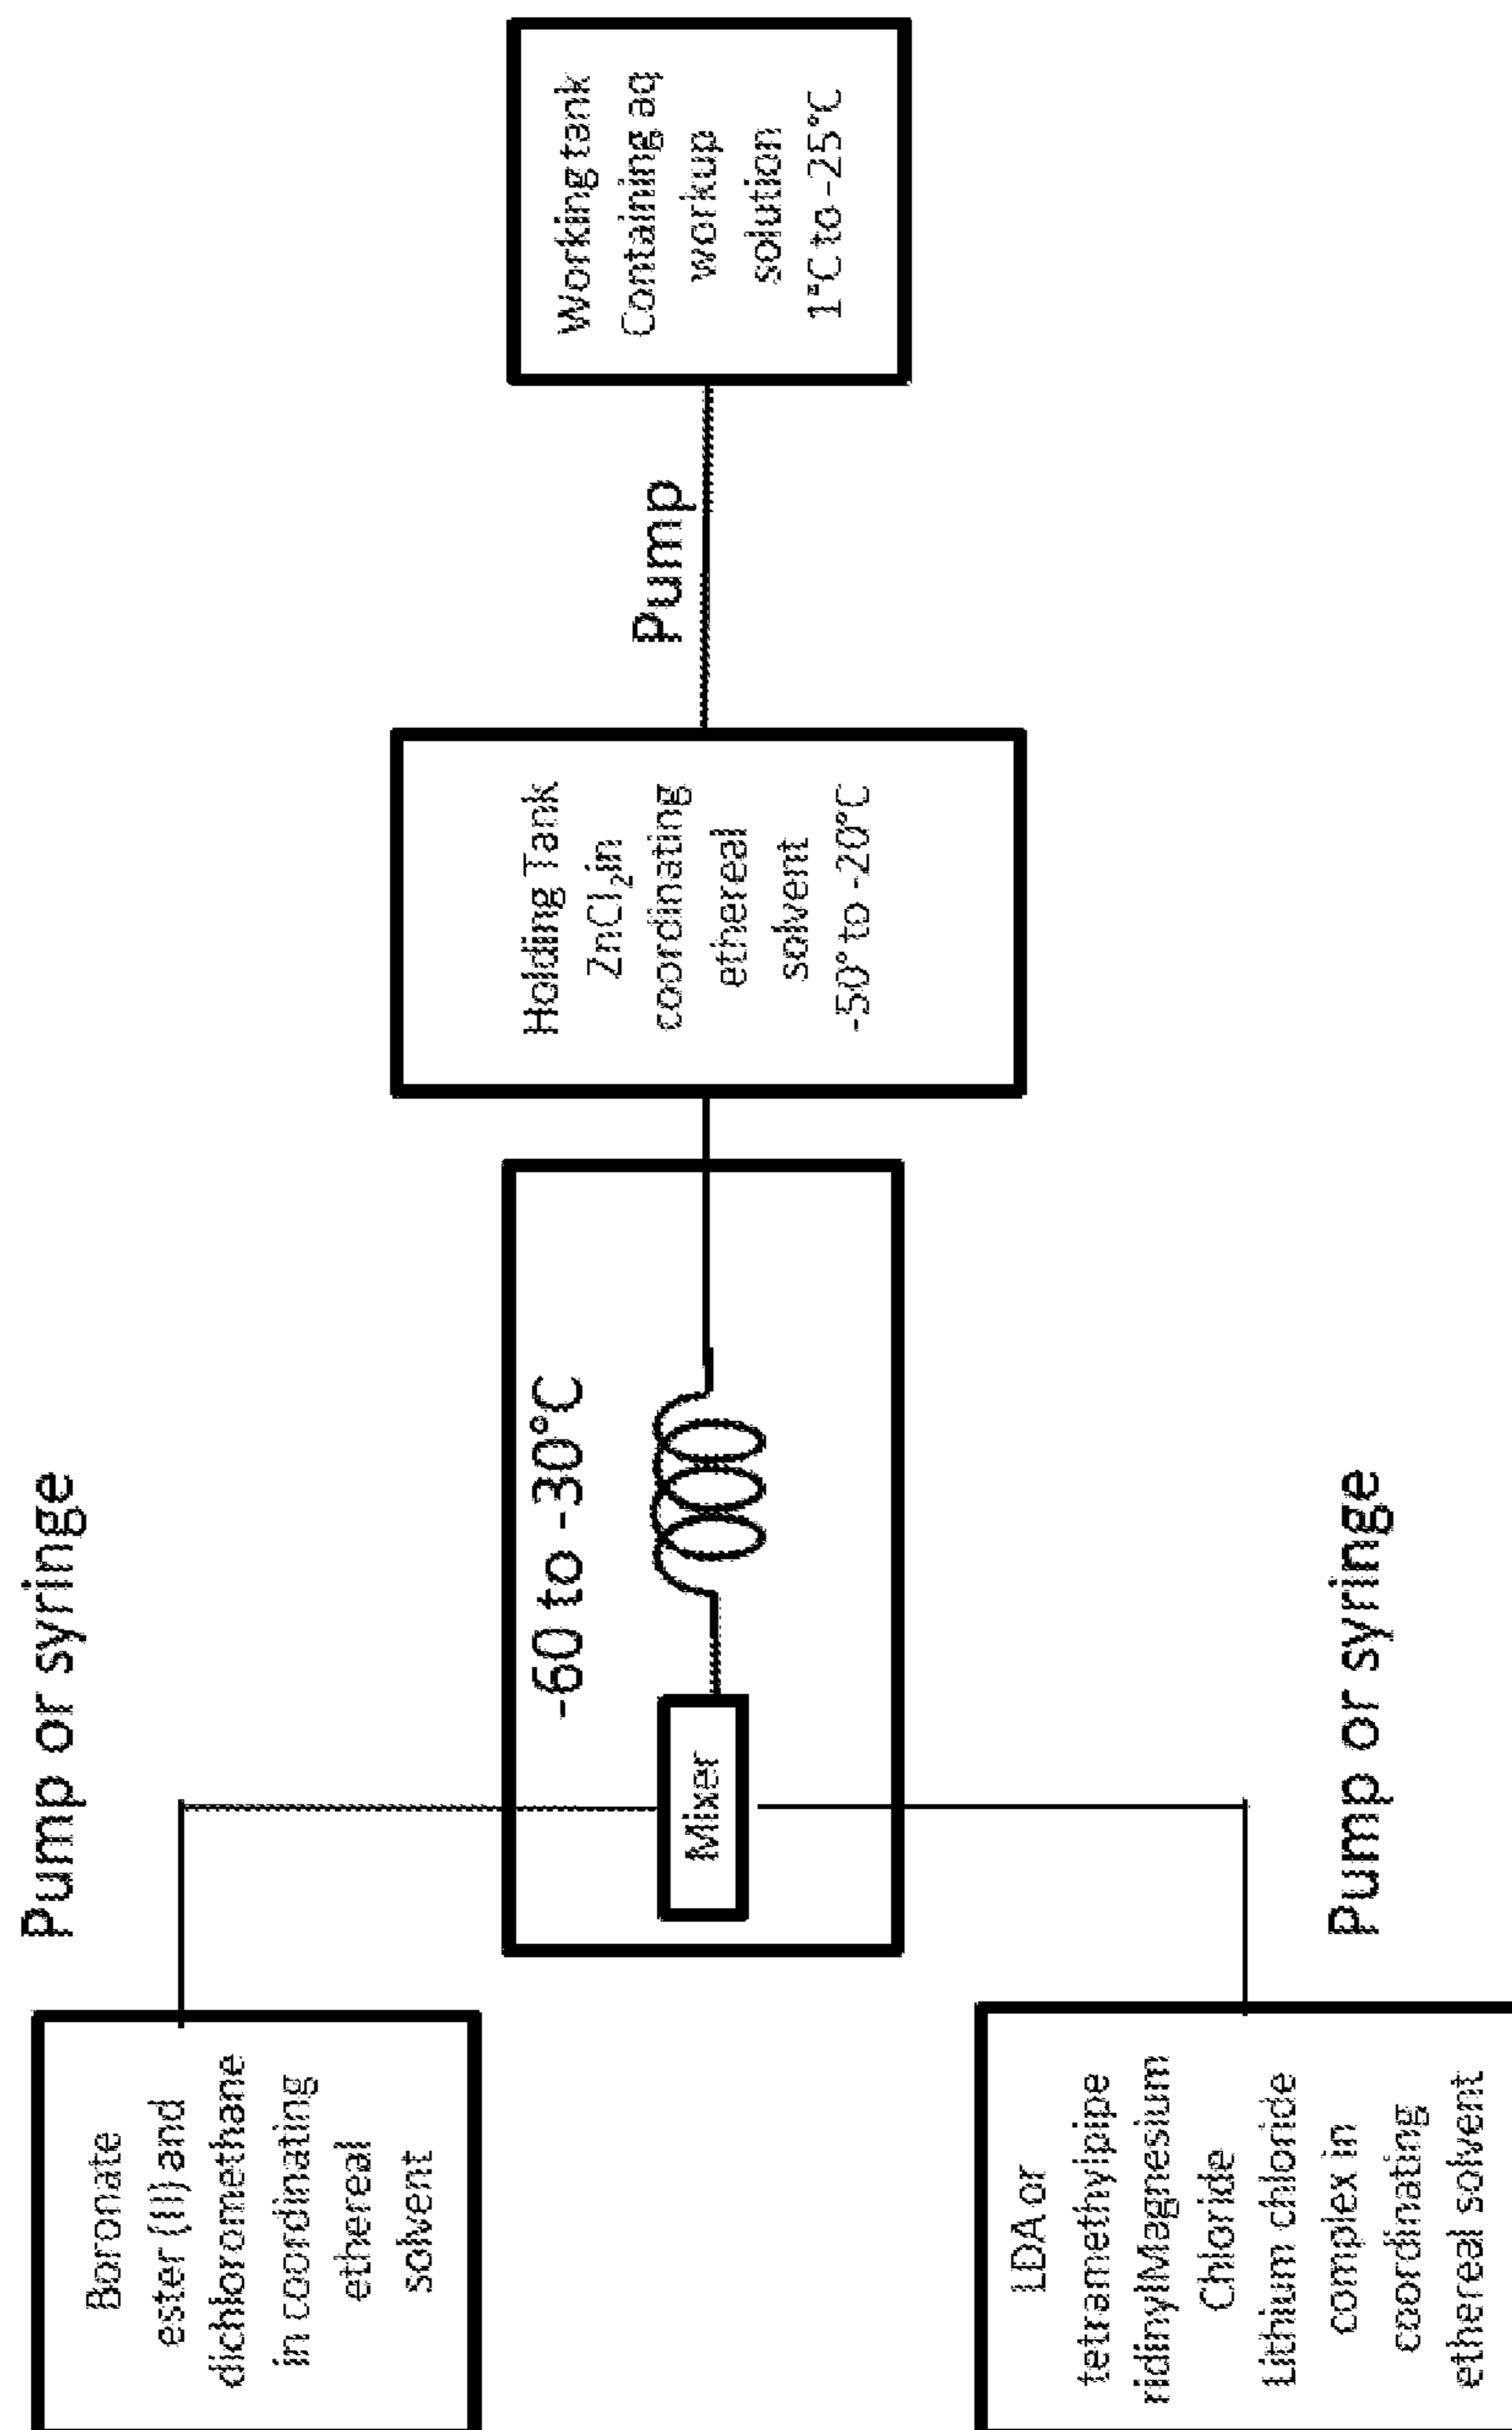 Pump or syringe
Boronate
ester (II) and
dichloromethane
in coordinating
ethereal
solvent
-60 to -30°C
Mixer
Holding Tank
ZnCl₂in
coordinating
ethereal
solvent
-50° to -20°C
Pump
Working tank
Containing aq
workup
solution
1°C to -25°C
LDA or
tetramethylpipe
ridinylMagnesium
Chloride
Lithium chloride
complex in
coordinating
ethereal solvent
Pump or syringe